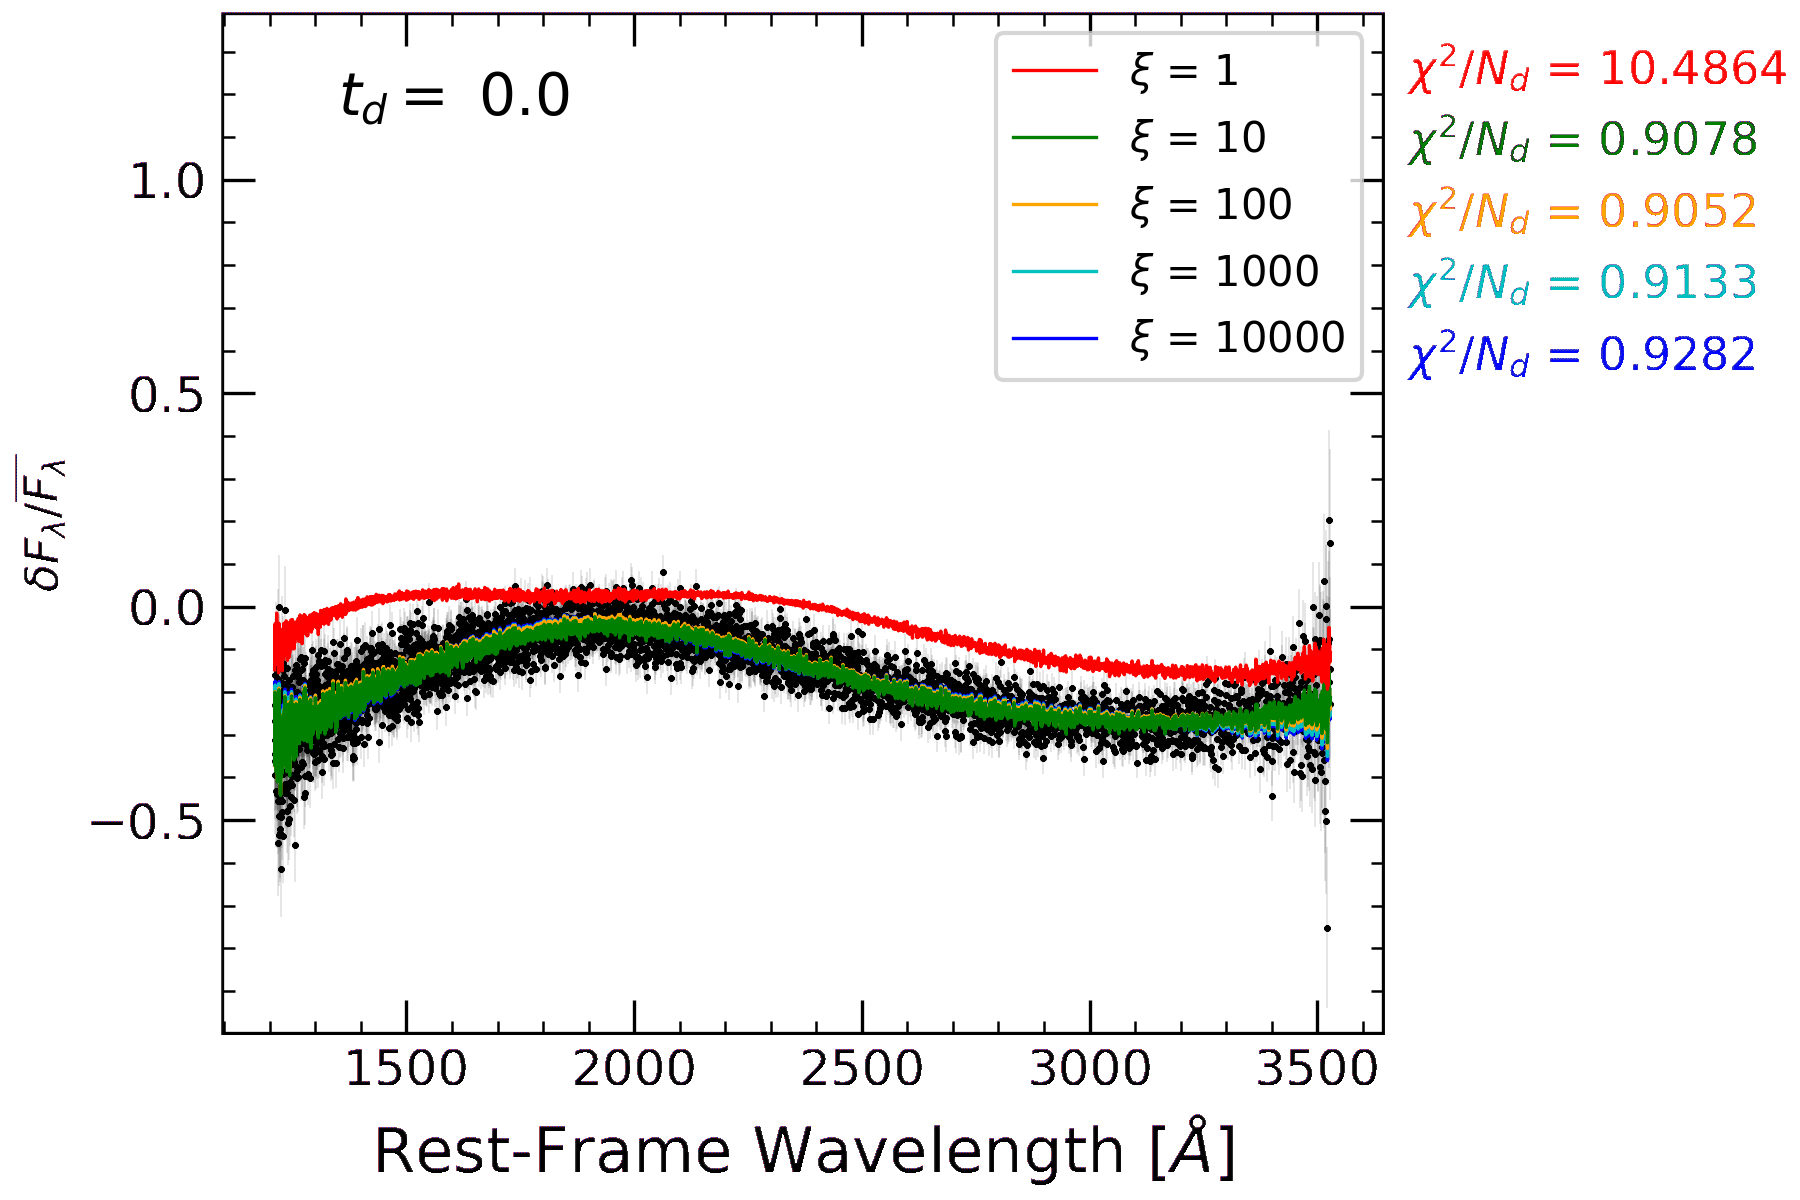 t_d = 0.0
ξ = 1
ξ = 10
ξ = 100
ξ = 1000
ξ = 10000
χ²/N_d = 10.4864
χ²/N_d = 0.9078
χ²/N_d = 0.9052
χ²/N_d = 0.9133
χ²/N_d = 0.9282
1.0
0.5
0.0
−0.5
δF_λ/F̅_λ
1500 2000 2500 3000 3500
Rest-Frame Wavelength [Å]